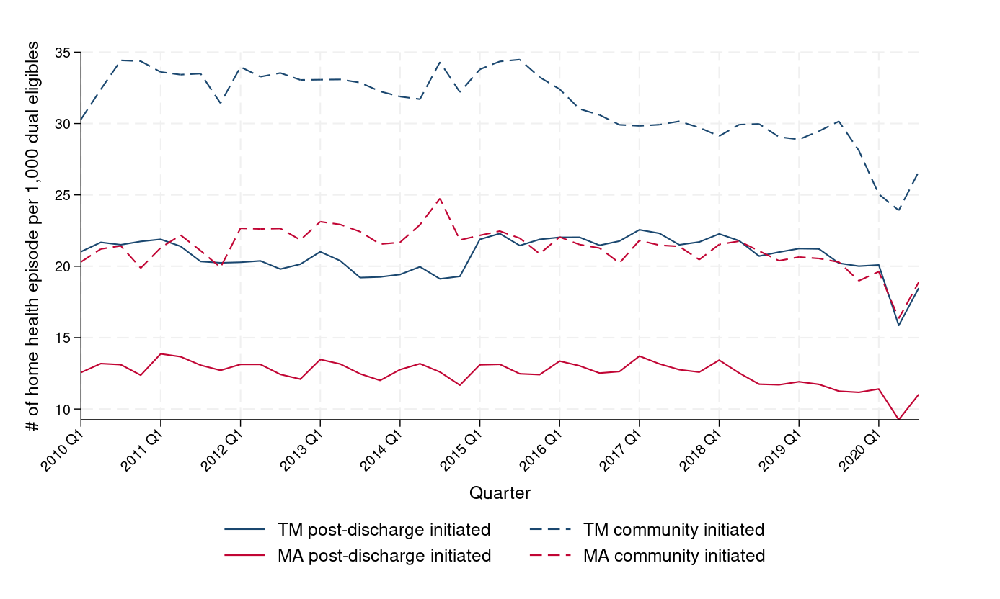 # of home health episode per 1,000 dual eligibles
35
30
25
20
15
10
2010 Q1
2011 Q1
2012 Q1
2013 Q1
2014 Q1
2015 Q1
2016 Q1
2017 Q1
2018 Q1
2019 Q1
2020 Q1
Quarter
TM post-discharge initiated
TM community initiated
MA post-discharge initiated
MA community initiated